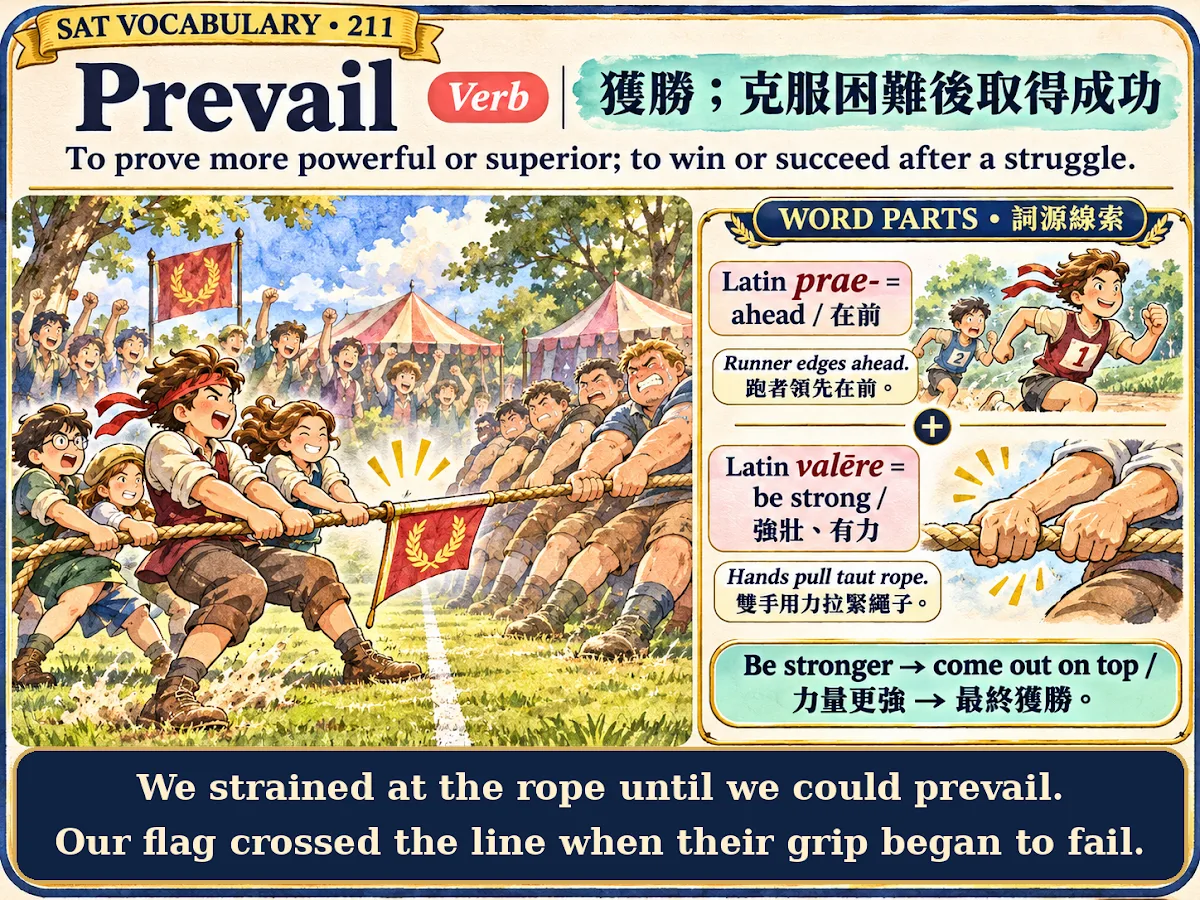 SAT VOCABULARY • 211
Prevail
Verb
獲勝；克服困難後取得成功
To prove more powerful or superior; to win or succeed after a struggle.
WORD PARTS • 詞源線索
Latin prae- =
ahead / 在前
Runner edges ahead.
跑者領先在前。
1
2
+
Latin valēre =
be strong /
強壯、有力
Hands pull taut rope.
雙手用力拉緊繩子。
Be stronger → come out on top /
力量更強 → 最終獲勝。
We strained at the rope until we could prevail.
Our flag crossed the line when their grip began to fail.